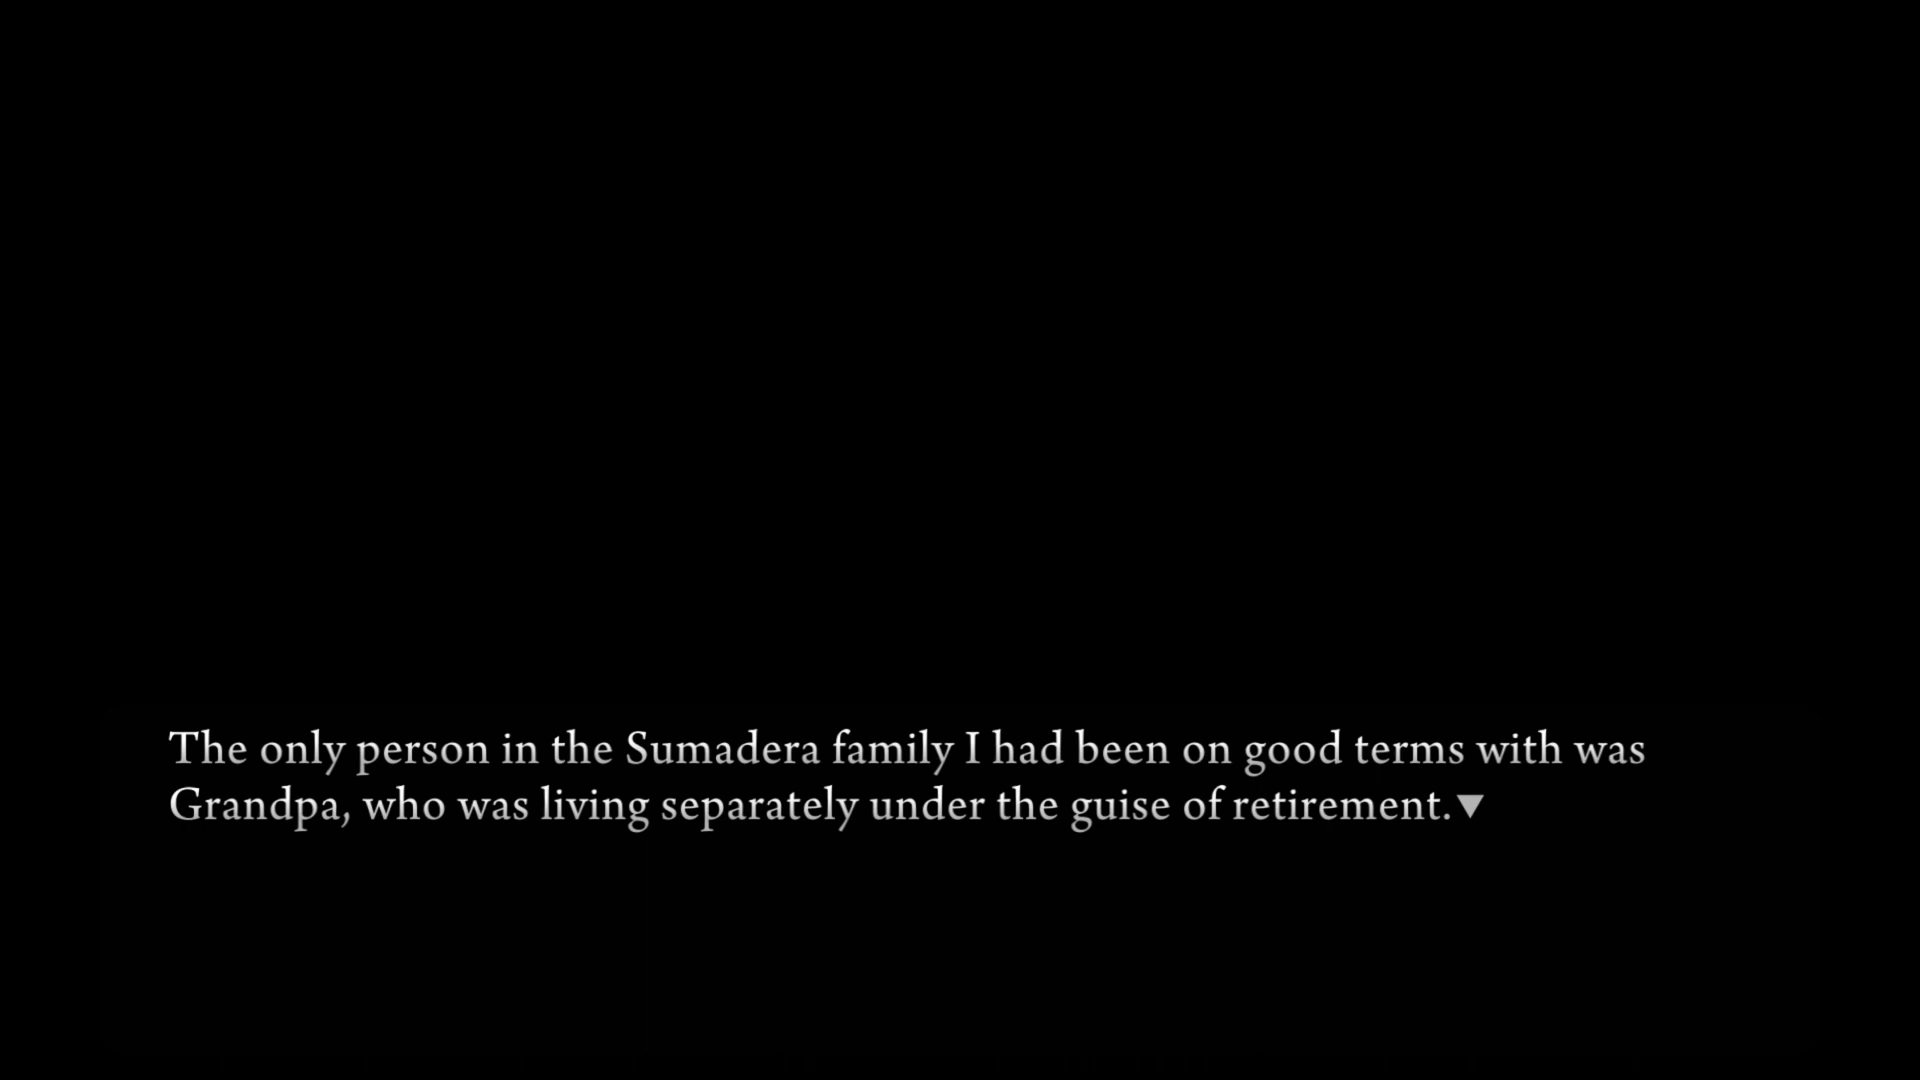 The only person in the Sumadera family I had been on good terms with was
Grandpa, who was living separately under the guise of retirement.▼